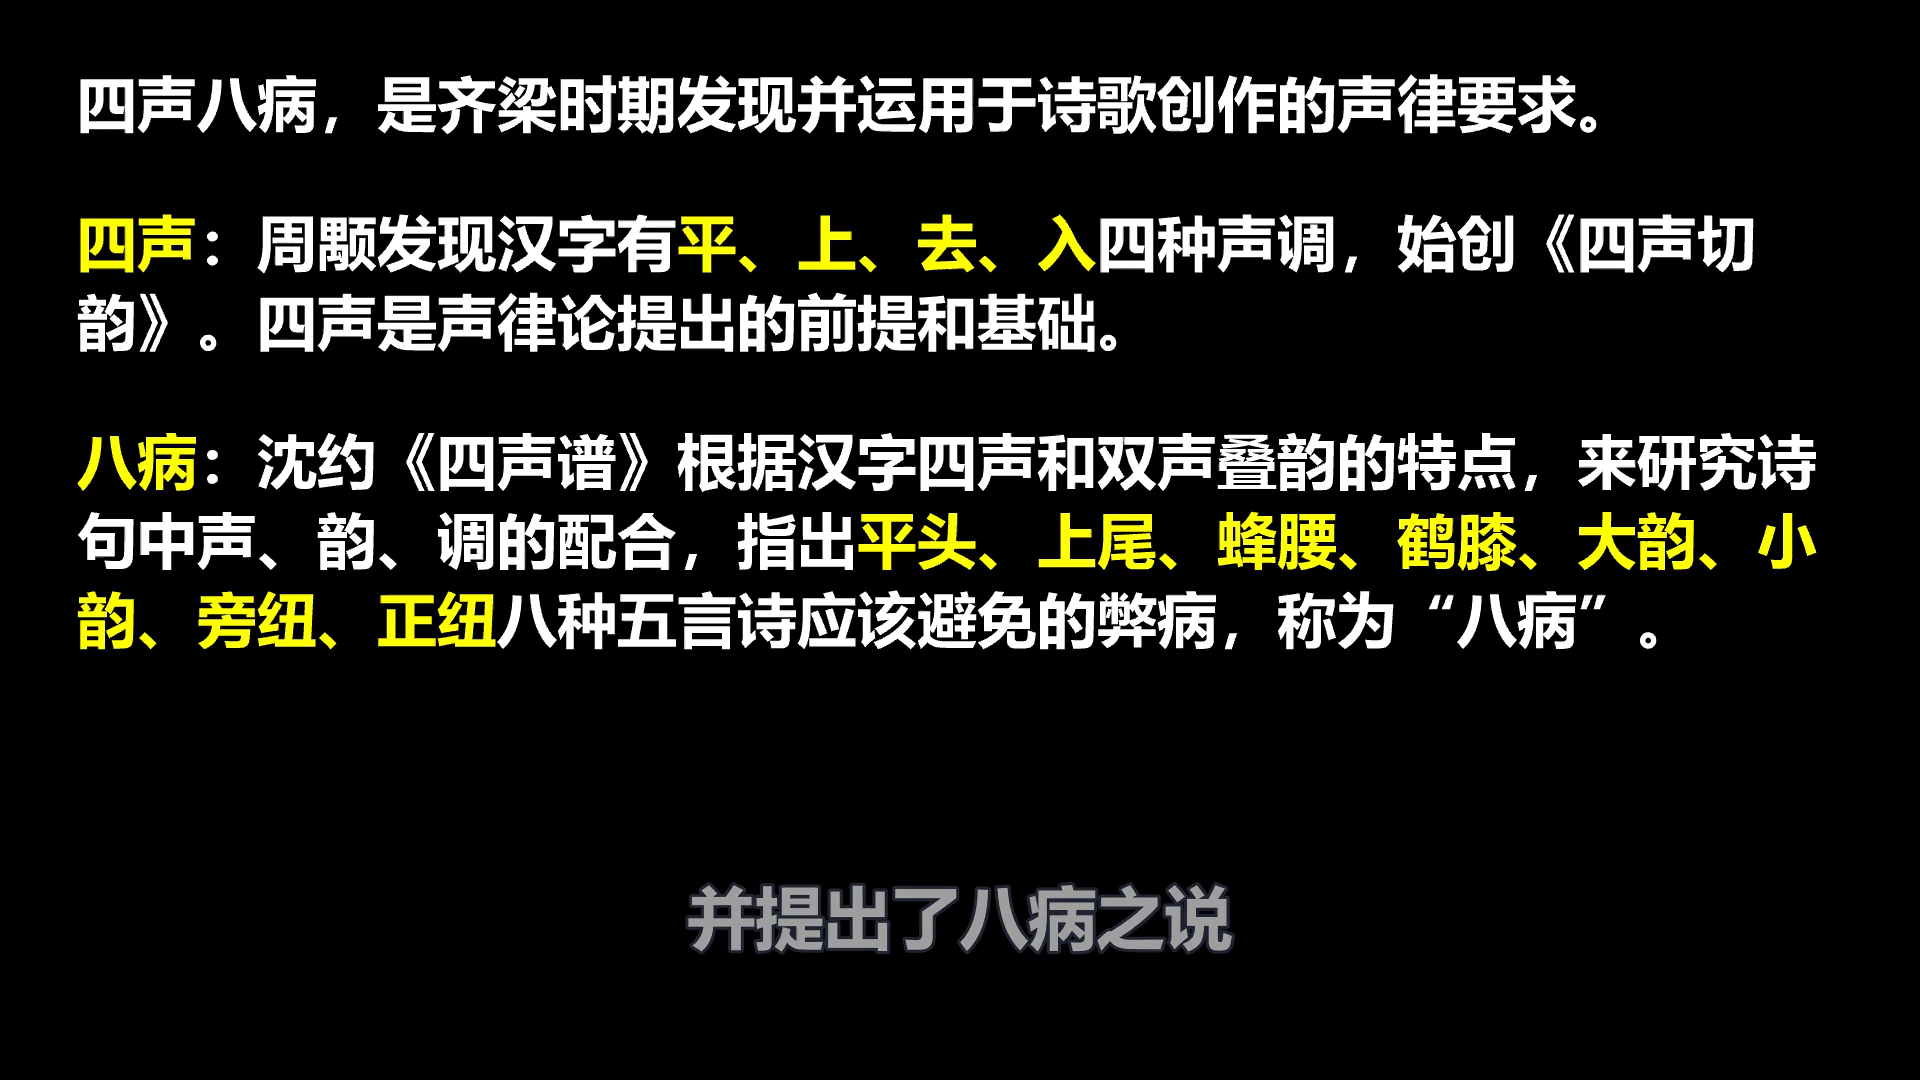 四声八病，是齐梁时期发现并运用于诗歌创作的声律要求。
四声：周颙发现汉字有平、上、去、入四种声调，始创《四声切
韵》。四声是声律论提出的前提和基础。
八病：沈约《四声谱》根据汉字四声和双声叠韵的特点，来研究诗
句中声、韵、调的配合，指出平头、上尾、蜂腰、鹤膝、大韵、小
韵、旁纽、正纽八种五言诗应该避免的弊病，称为“八病”。
并提出了八病之说